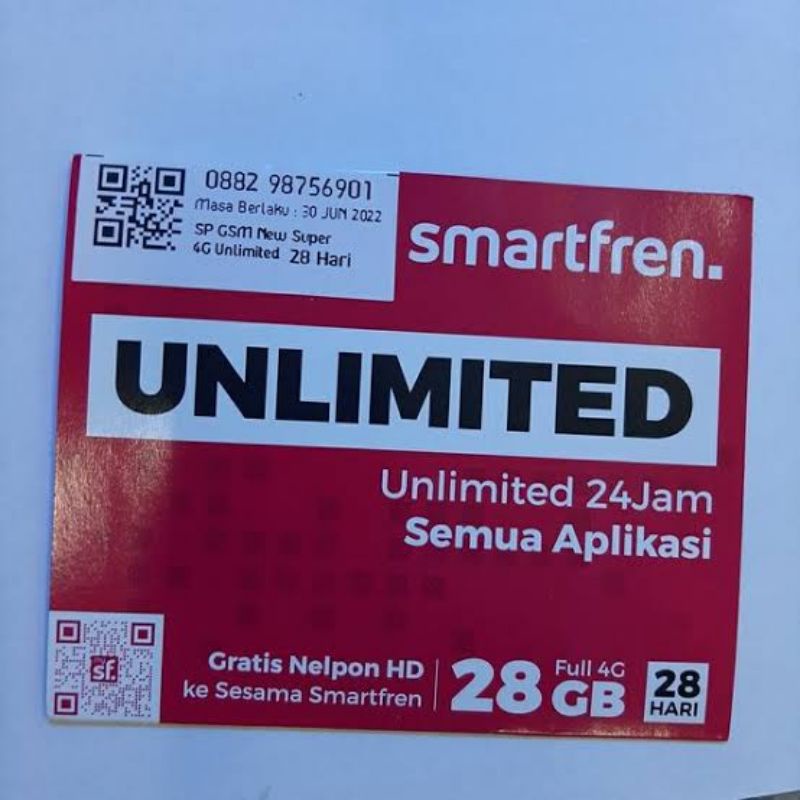 0882 98756901
Masa Berlaku : 30 JUN 2022
SP GSM New Super
4G Unlimited 28 Hari
smartfren.
UNLIMITED
Unlimited 24Jam
Semua Aplikasi
sf.
Gratis Nelpon HD
ke Sesama Smartfren
28 GB
Full 4G
28
HARI